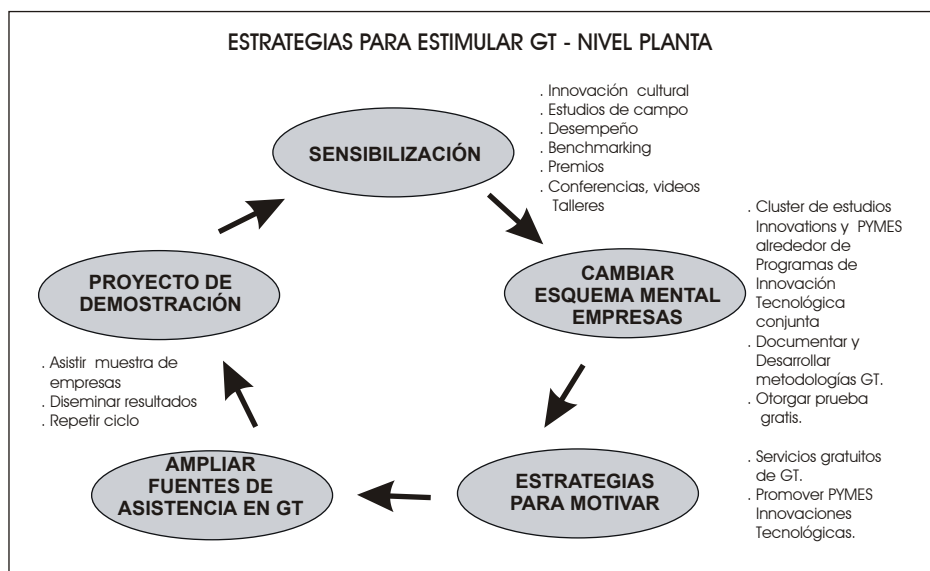 ESTRATEGIAS PARA ESTIMULAR GT - NIVEL PLANTA
SENSIBILIZACIÓN
. Innovación cultural
. Estudios de campo
. Desempeño
. Benchmarking
. Premios
. Conferencias, videos
Talleres
CAMBIAR
ESQUEMA MENTAL
EMPRESAS
. Cluster de estudios
Innovations y PYMES
alrededor de
Programas de
Innovación
Tecnológica
conjunta
. Documentar y
Desarrollar
metodologías GT.
. Otorgar prueba
gratis.
ESTRATEGIAS
PARA MOTIVAR
. Servicios gratuitos
de GT.
. Promover PYMES
Innovaciones
Tecnológicas.
AMPLIAR
FUENTES DE
ASISTENCIA EN GT
PROYECTO DE
DEMOSTRACIÓN
. Asistir muestra de
empresas
. Diseminar resultados
. Repetir ciclo